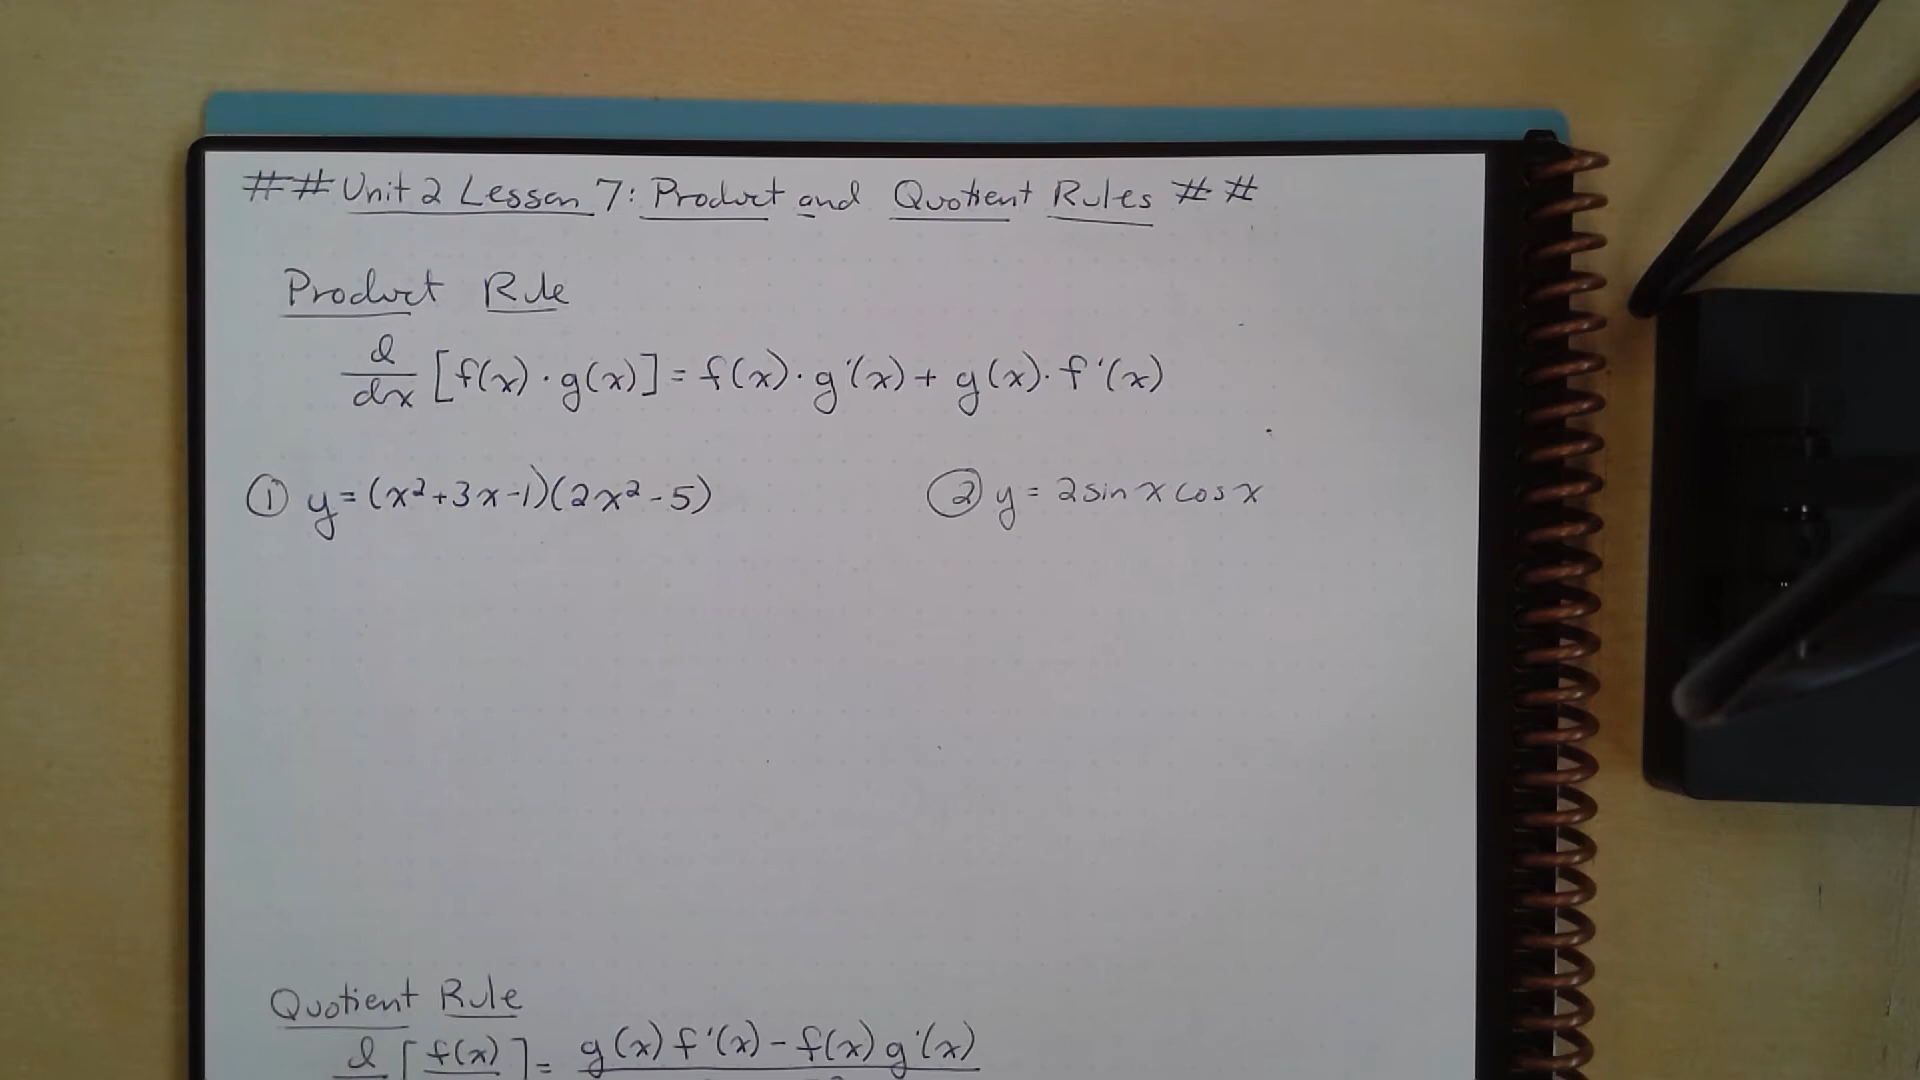 ## Unit 2 Lesson 7: Product and Quotient Rules ##
Product Rule
d/dx [f(x) · g(x)] = f(x) · g'(x) + g(x) · f'(x)
① y = (x²+3x-1)(2x²-5)
② y = 2 sin x cos x
Quotient Rule
d [f(x)] = g(x) f'(x) - f(x) g'(x)